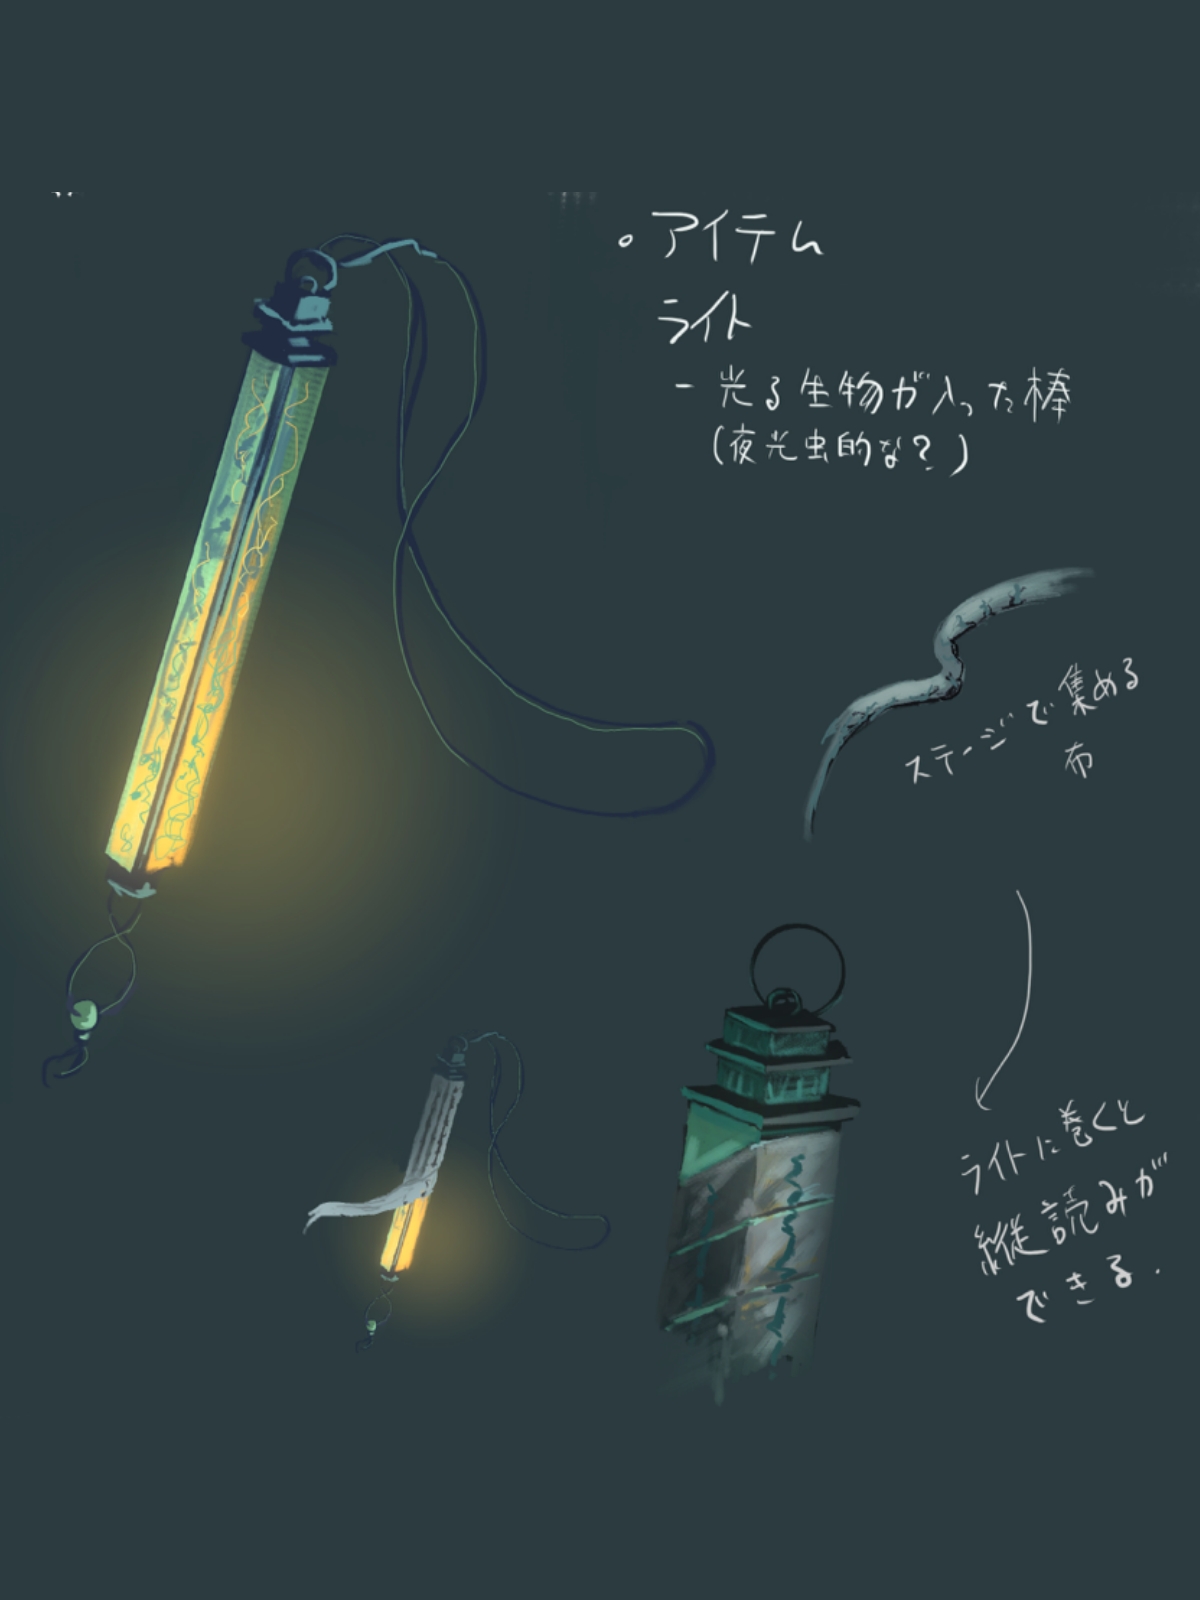 。アイテム
ライト
- 光る生物が入った棒
(夜光虫的な?)
ステージで集める
布
ライトに巻くと
縦読みが
できる.